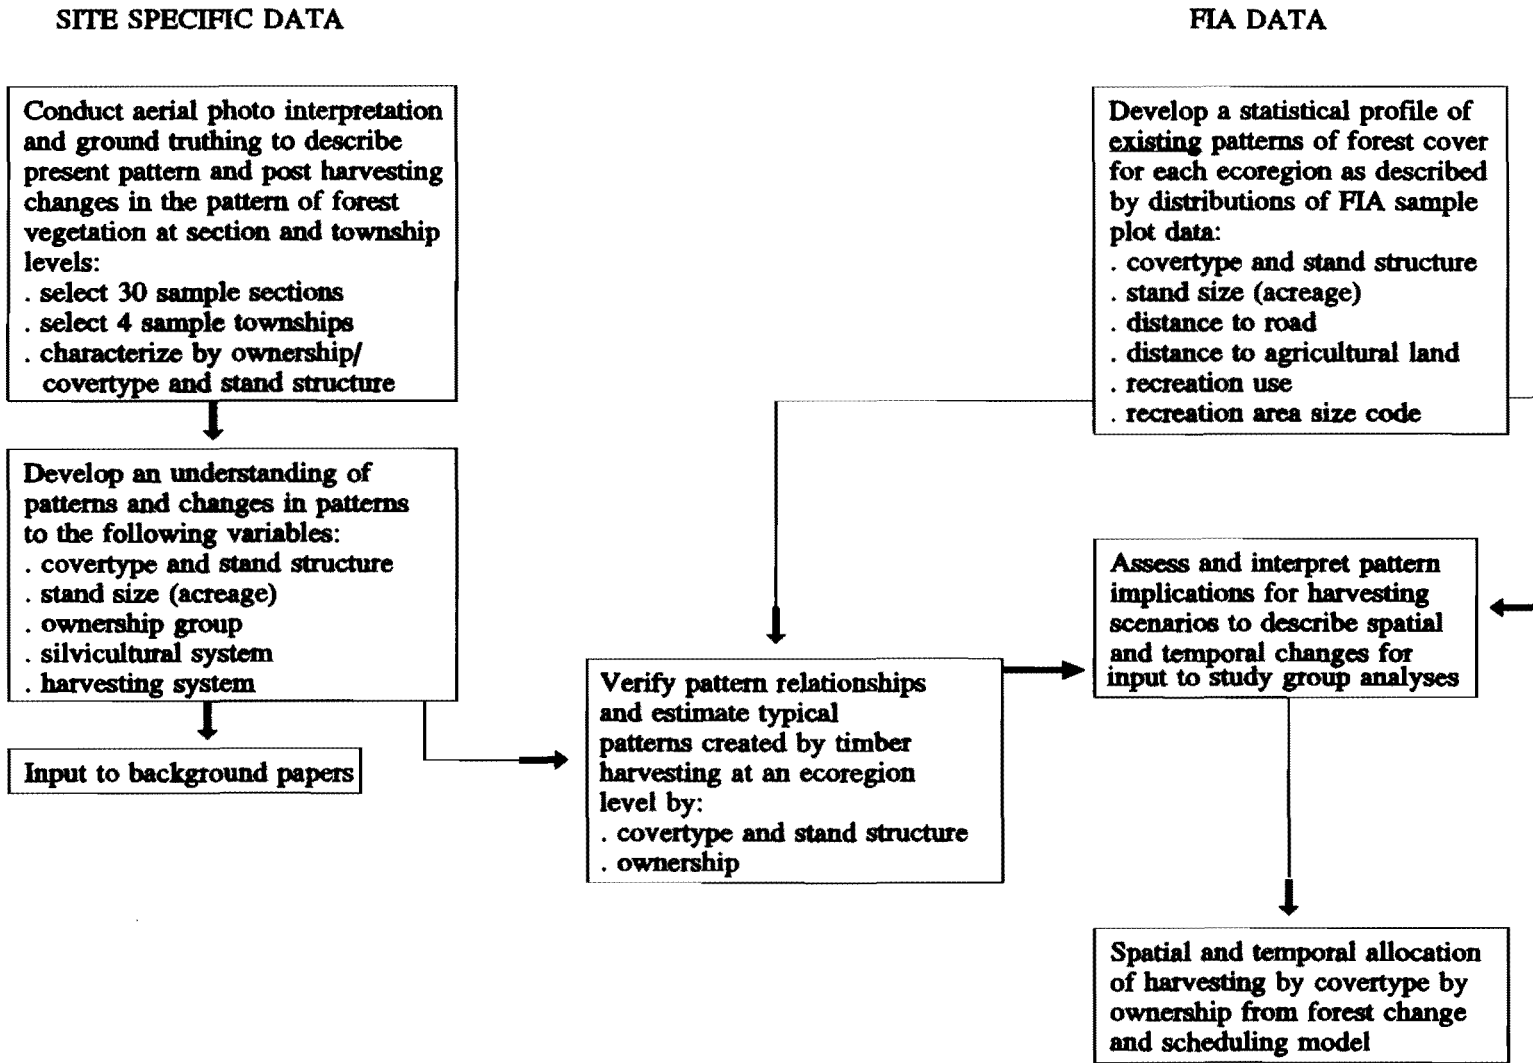 SITE SPECIFIC DATA
Conduct aerial photo interpretation
and ground truthing to describe
present pattern and post harvesting
changes in the pattern of forest
vegetation at section and township
levels:
. select 30 sample sections
. select 4 sample townships
. characterize by ownership/
covertype and stand structure
Develop an understanding of
patterns and changes in patterns
to the following variables:
. covertype and stand structure
. stand size (acreage)
. ownership group
. silvicultural system
. harvesting system
Input to background papers
Verify pattern relationships
and estimate typical
patterns created by timber
harvesting at an ecoregion
level by:
. covertype and stand structure
. ownership
FIA DATA
Develop a statistical profile of
existing patterns of forest cover
for each ecoregion as described
by distributions of FIA sample
plot data:
. covertype and stand structure
. stand size (acreage)
. distance to road
. distance to agricultural land
. recreation use
. recreation area size code
Assess and interpret pattern
implications for harvesting
scenarios to describe spatial
and temporal changes for
input to study group analyses
Spatial and temporal allocation
of harvesting by covertype by
ownership from forest change
and scheduling model